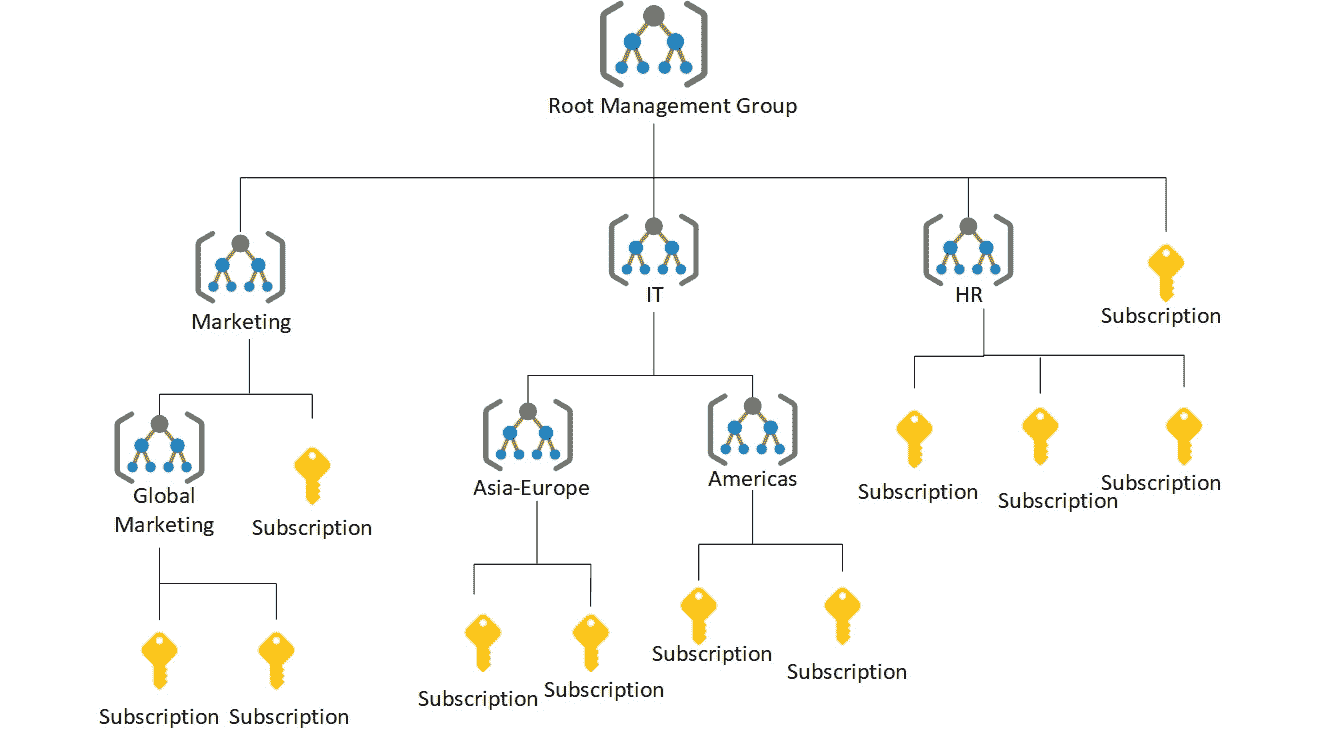 Root Management Group
Marketing
IT
HR
Subscription
Global
Marketing
Subscription
Asia-Europe
Americas
Subscription
Subscription
Subscription
Subscription
Subscription
Subscription
Subscription
Subscription
Subscription